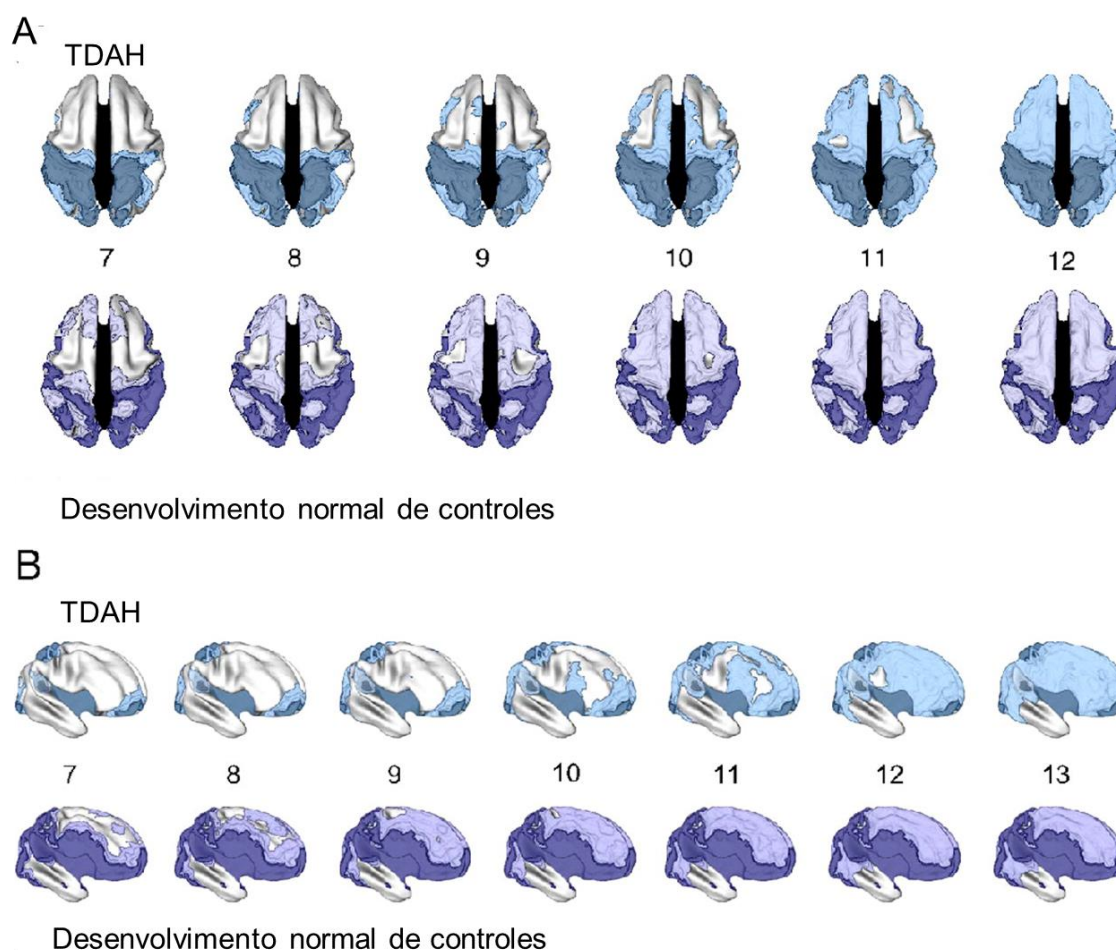 A
TDAH
7 8 9 10 11 12
Desenvolvimento normal de controles
B
TDAH
7 8 9 10 11 12 13
Desenvolvimento normal de controles